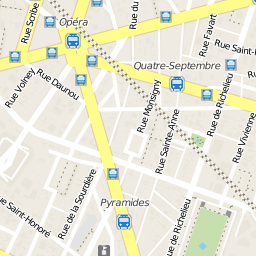 Rue du
Opéra
Rue Scribe
Rue Favart
Rue Saint-
Quatre-Septembre
Rue Volney
Rue Daunou
Rue Monsigny
Rue Sainte-Anne
Rue de Richelieu
Rue Vivienne
Rue de la Sourdière
Pyramides
Rue de Richelieu
Rue Saint-Honoré